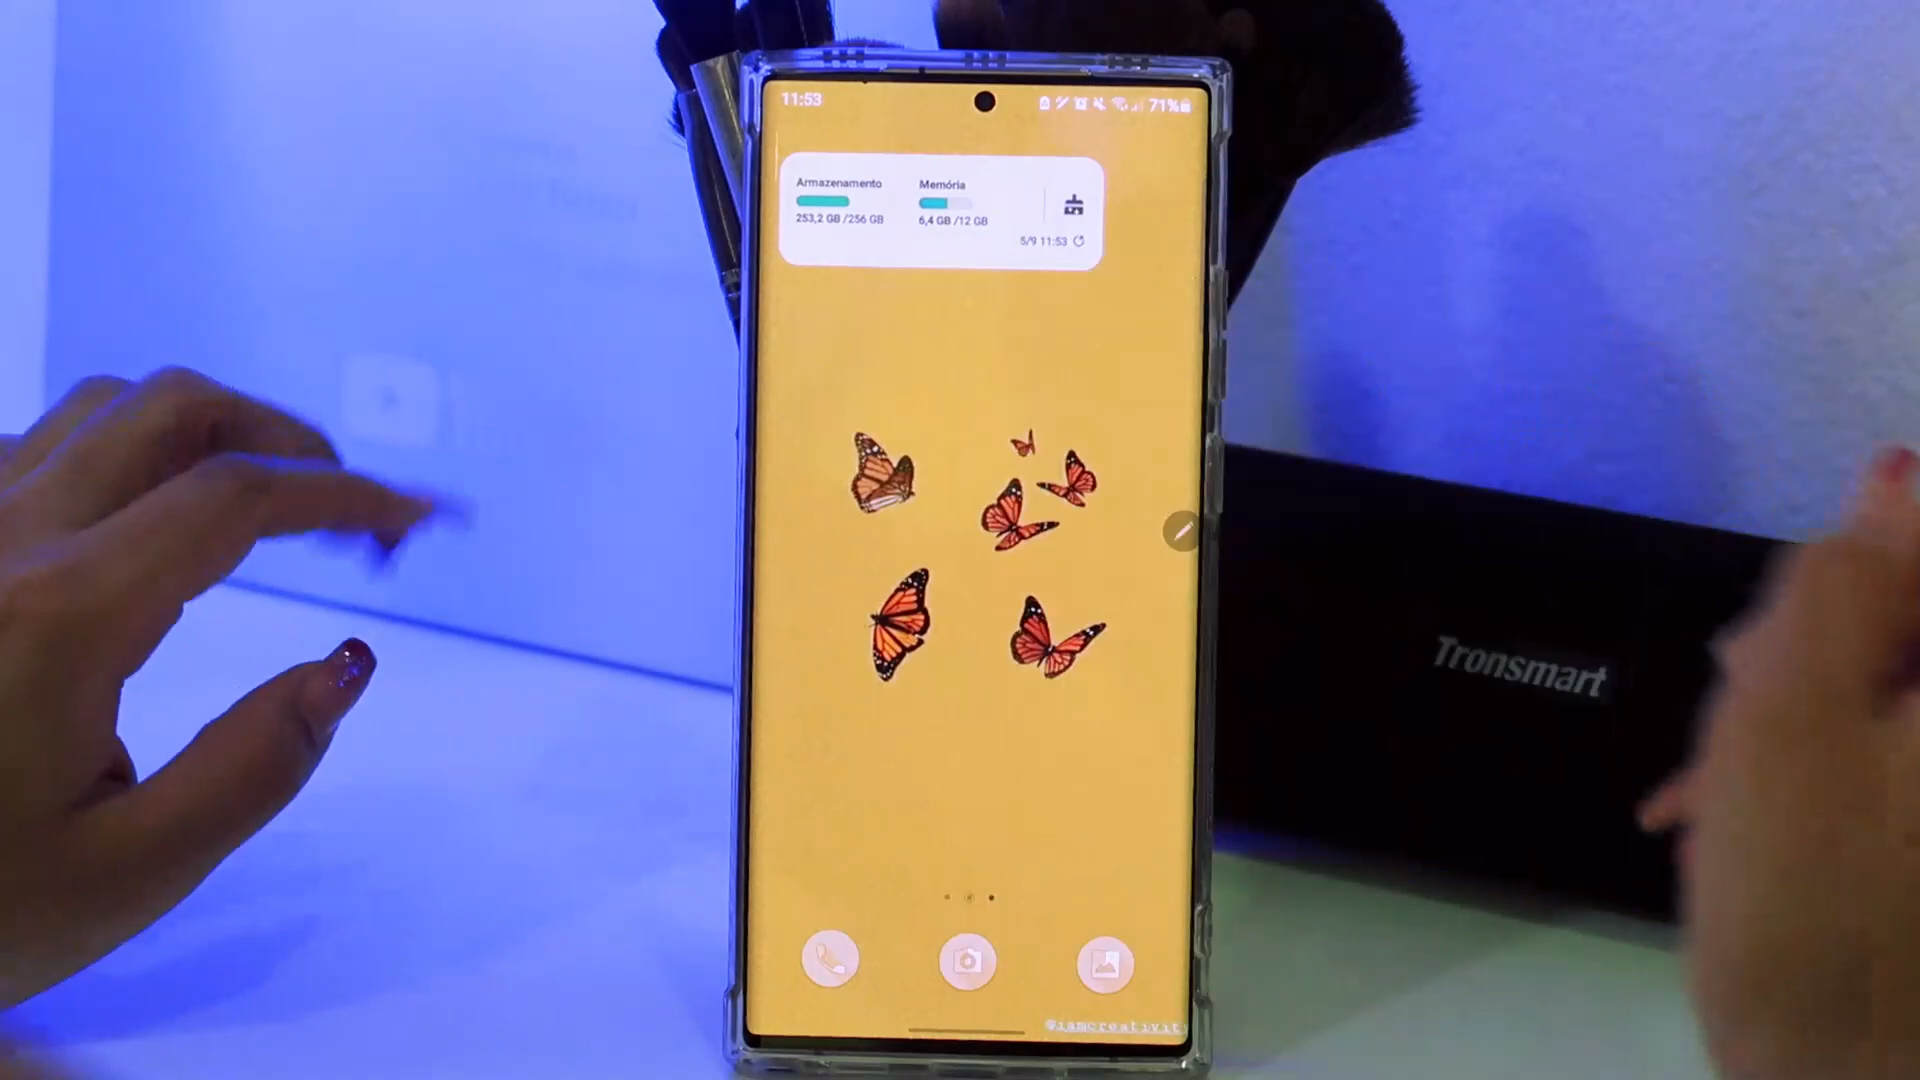 11:53
71%
Armazenamento
Memória
253,2 GB /256 GB
6,4 GB /12 GB
5/9 11:53
Tronsmart
@iamcreativit